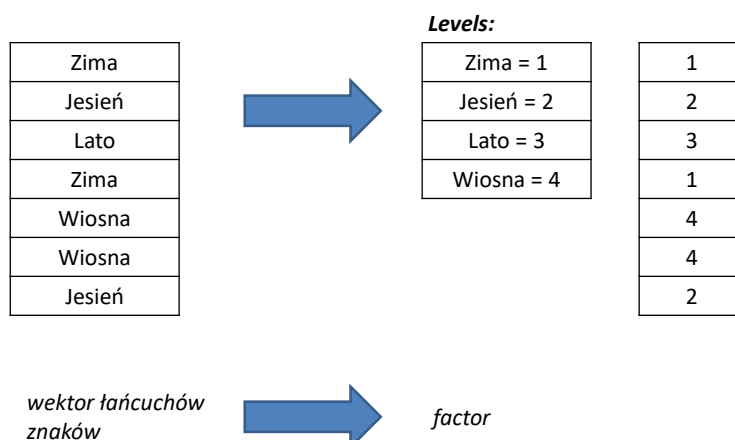 Levels:
Zima
Jesień
Lato
Zima
Wiosna
Wiosna
Jesień
Zima = 1
Jesień = 2
Lato = 3
Wiosna = 4
1
2
3
1
4
4
2
wektor łańcuchów
znaków
factor